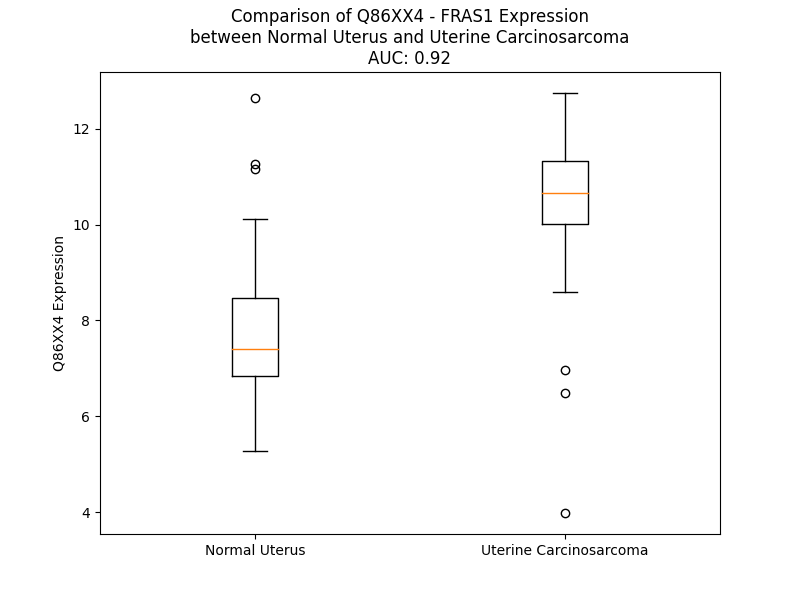 Comparison of Q86XX4 - FRAS1 Expression
between Normal Uterus and Uterine Carcinosarcoma
AUC: 0.92
12
10
8
6
4
Q86XX4 Expression
Normal Uterus
Uterine Carcinosarcoma